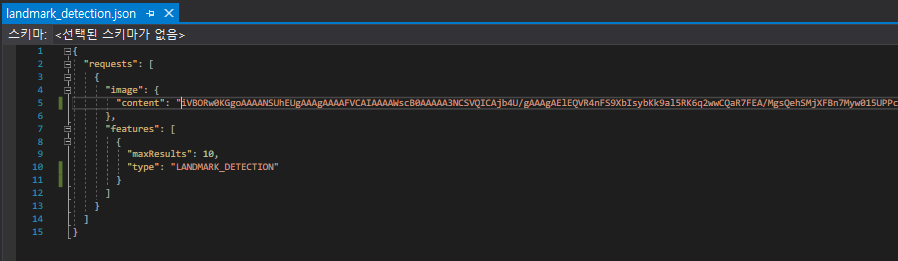 landmark_detection.json
스키마: <선택된 스키마가 없음>
1 {
2 "requests": [
3 {
4 "image": {
5 "content": "iVBORw0KGgoAAAANSUhEUgAAAgAAAAFVCAIAAAAWscB0AAAAA3NCSVQICAjb4U/gAAAgAElEQVR4nFS9XbIsybKk9al5RK6q2wwCQaR7FEA/MgsQehSMjXFBn7Myw015UPPc
6 },
7 "features": [
8 {
9 "maxResults": 10,
10 "type": "LANDMARK_DETECTION"
11 }
12 ]
13 }
14 ]
15 }